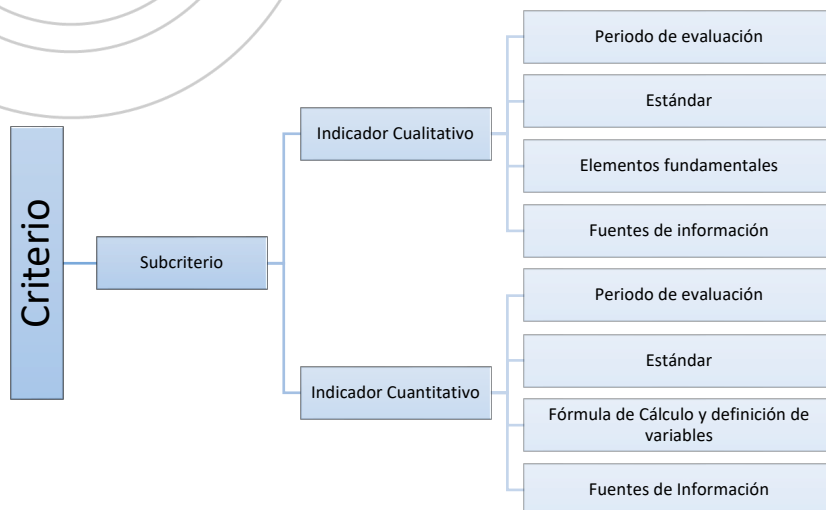 Criterio
Subcriterio
Indicador Cualitativo
Periodo de evaluación
Estándar
Elementos fundamentales
Fuentes de información
Indicador Cuantitativo
Periodo de evaluación
Estándar
Fórmula de Cálculo y definición de
variables
Fuentes de Información